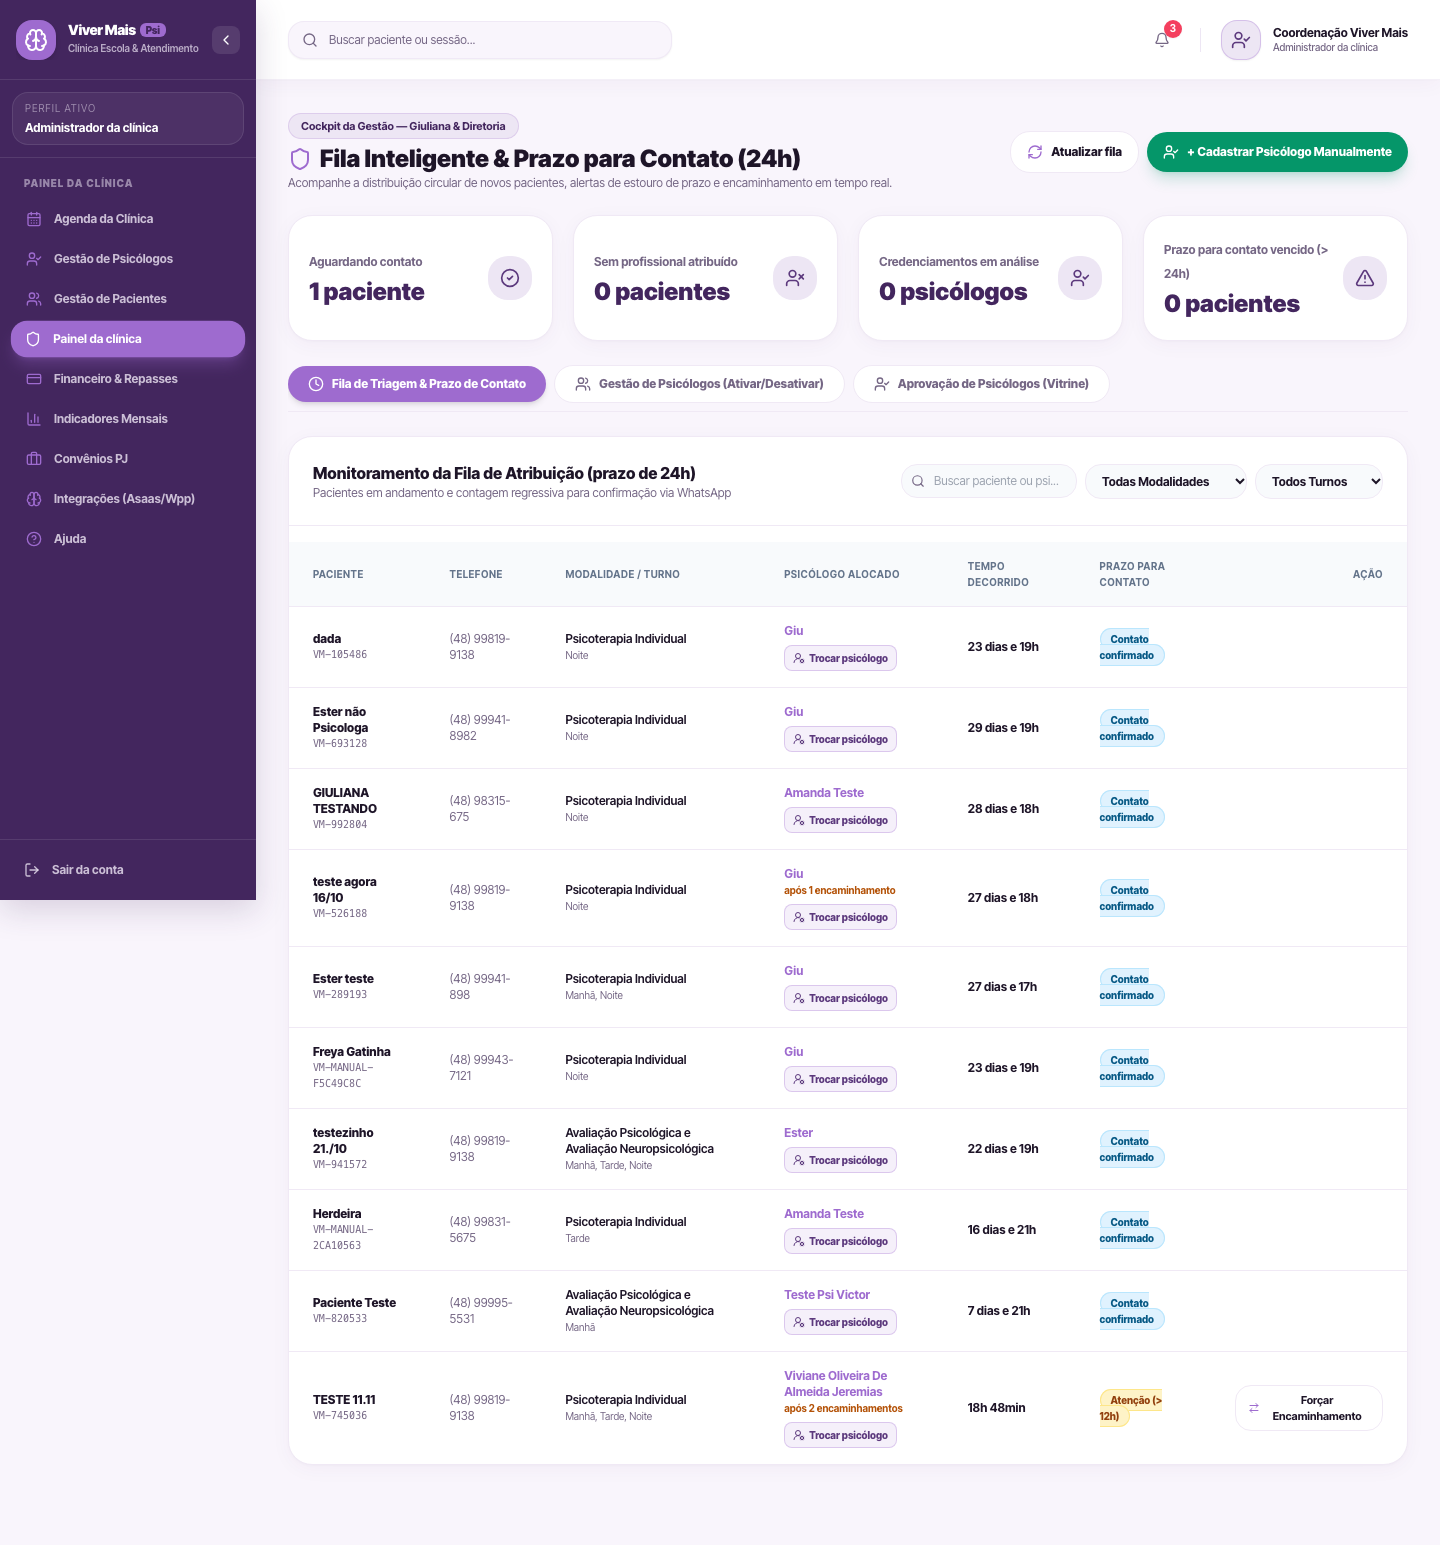 Viver Mais Psi
Clínica Escola & Atendimento
PERFIL ATIVO
Administrador da clínica
PAINEL DA CLÍNICA
Agenda da Clínica
Gestão de Psicólogos
Gestão de Pacientes
Painel da clínica
Financeiro & Repasses
Indicadores Mensais
Convênios PJ
Integrações (Asaas/Wpp)
Ajuda
Sair da conta
Buscar paciente ou sessão...
3
Coordenação Viver Mais
Administrador da clínica
Cockpit da Gestão — Giuliana & Diretoria
Fila Inteligente & Prazo para Contato (24h)
Acompanhe a distribuição circular de novos pacientes, alertas de estouro de prazo e encaminhamento em tempo real.
Atualizar fila
+ Cadastrar Psicólogo Manualmente
Aguardando contato
1 paciente
Sem profissional atribuído
0 pacientes
Credenciamentos em análise
0 psicólogos
Prazo para contato vencido (>
24h)
0 pacientes
Fila de Triagem & Prazo de Contato
Gestão de Psicólogos (Ativar/Desativar)
Aprovação de Psicólogos (Vitrine)
Monitoramento da Fila de Atribuição (prazo de 24h)
Pacientes em andamento e contagem regressiva para confirmação via WhatsApp
Buscar paciente ou psi...
Todas Modalidades
Todos Turnos
PACIENTE
TELEFONE
MODALIDADE / TURNO
PSICÓLOGO ALOCADO
TEMPO
DECORRIDO
PRAZO PARA
CONTATO
AÇÃO
dada
VM-105486
(48) 99819-
9138
Psicoterapia Individual
Noite
Giu
Trocar psicólogo
23 dias e 19h
Contato
confirmado
Ester não
Psicologa
VM-693128
(48) 99941-
8982
Psicoterapia Individual
Noite
Giu
Trocar psicólogo
29 dias e 19h
Contato
confirmado
GIULIANA
TESTANDO
VM-992804
(48) 98315-
675
Psicoterapia Individual
Noite
Amanda Teste
Trocar psicólogo
28 dias e 18h
Contato
confirmado
teste agora
16/10
VM-526188
(48) 99819-
9138
Psicoterapia Individual
Noite
Giu
após 1 encaminhamento
Trocar psicólogo
27 dias e 18h
Contato
confirmado
Ester teste
VM-289193
(48) 99941-
898
Psicoterapia Individual
Manhã, Noite
Giu
Trocar psicólogo
27 dias e 17h
Contato
confirmado
Freya Gatinha
VM-MANUAL-
F5C49C8C
(48) 99943-
7121
Psicoterapia Individual
Noite
Giu
Trocar psicólogo
23 dias e 19h
Contato
confirmado
testezinho
21./10
VM-941572
(48) 99819-
9138
Avaliação Psicológica e
Avaliação Neuropsicológica
Manhã, Tarde, Noite
Ester
Trocar psicólogo
22 dias e 19h
Contato
confirmado
Herdeira
VM-MANUAL-
2CA10563
(48) 99831-
5675
Psicoterapia Individual
Tarde
Amanda Teste
Trocar psicólogo
16 dias e 21h
Contato
confirmado
Paciente Teste
VM-820533
(48) 99995-
5531
Avaliação Psicológica e
Avaliação Neuropsicológica
Manhã
Teste Psi Victor
Trocar psicólogo
7 dias e 21h
Contato
confirmado
TESTE 11.11
VM-745036
(48) 99819-
9138
Psicoterapia Individual
Manhã, Tarde, Noite
Viviane Oliveira De
Almeida Jeremias
após 2 encaminhamentos
Trocar psicólogo
18h 48min
Atenção (>
12h)
Forçar
Encaminhamento